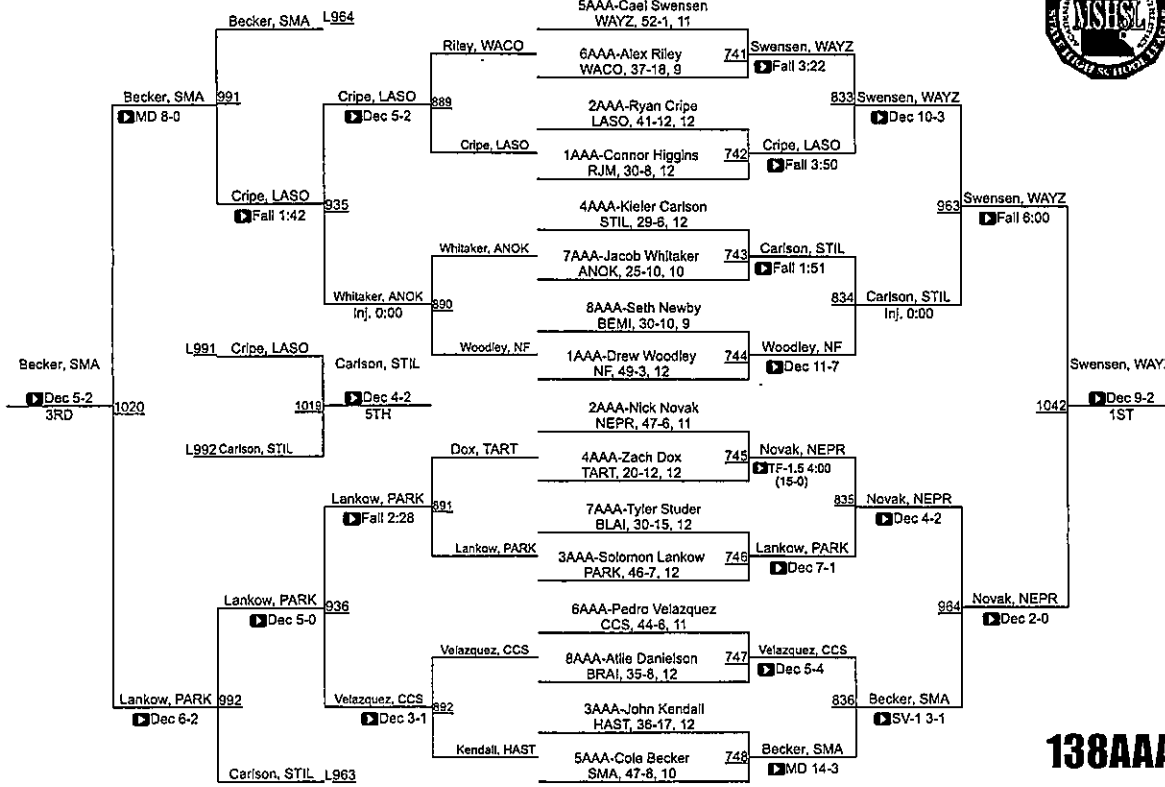 5AAA-Cael Swensen
WAYZ, 52-1, 11
6AAA-Alex Riley
WACO, 37-18, 9
2AAA-Ryan Cripe
LASO, 41-12, 12
1AAA-Connor Higgins
RJM, 30-8, 12
4AAA-Kieler Carlson
STIL, 29-6, 12
7AAA-Jacob Whitaker
ANOK, 25-10, 10
8AAA-Seth Newby
BEMI, 30-10, 9
1AAA-Drew Woodley
NF, 49-3, 12
2AAA-Nick Novak
NEPR, 47-6, 11
4AAA-Zach Dox
TART, 20-12, 12
7AAA-Tyler Studer
BLAI, 30-15, 12
3AAA-Solomon Lankow
PARK, 46-7, 12
6AAA-Pedro Velazquez
CCS, 44-6, 11
8AAA-Atlie Danielson
BRAI, 35-8, 12
3AAA-John Kendall
HAST, 36-17, 12
5AAA-Cole Becker
SMA, 47-8, 10
741
Swensen, WAYZ
Fall 3:22
742
Cripe, LASO
Fall 3:50
743
Carlson, STIL
Fall 1:51
744
Woodley, NF
Dec 11-7
745
Novak, NEPR
TF-1.5 4:00
(15-0)
746
Lankow, PARK
Dec 7-1
747
Velazquez, CCS
Dec 5-4
748
Becker, SMA
MD 14-3
833
Swensen, WAYZ
Dec 10-3
834
Carlson, STIL
Inj. 0:00
835
Novak, NEPR
Dec 4-2
836
Becker, SMA
SV-1 3-1
963
Swensen, WAYZ
Fall 6:00
964
Novak, NEPR
Dec 2-0
1042
Swensen, WAYZ
Dec 9-2
1ST
Riley, WACO
Cripe, LASO
889
Cripe, LASO
Dec 5-2
Whitaker, ANOK
Woodley, NF
890
Whitaker, ANOK
Inj. 0:00
Dox, TART
Lankow, PARK
891
Lankow, PARK
Fall 2:28
Velazquez, CCS
Kendall, HAST
892
Velazquez, CCS
Dec 3-1
935
Cripe, LASO
Fall 1:42
936
Lankow, PARK
Dec 5-0
Becker, SMA L964
991
Becker, SMA
MD 8-0
Carlson, STIL L963
992
Lankow, PARK
Dec 6-2
1020
Becker, SMA
Dec 5-2
3RD
L991 Cripe, LASO
L992 Carlson, STIL
1019
Carlson, STIL
Dec 4-2
5TH
MSHSL
STATE HIGH SCHOOL LEAGUE
138AAA